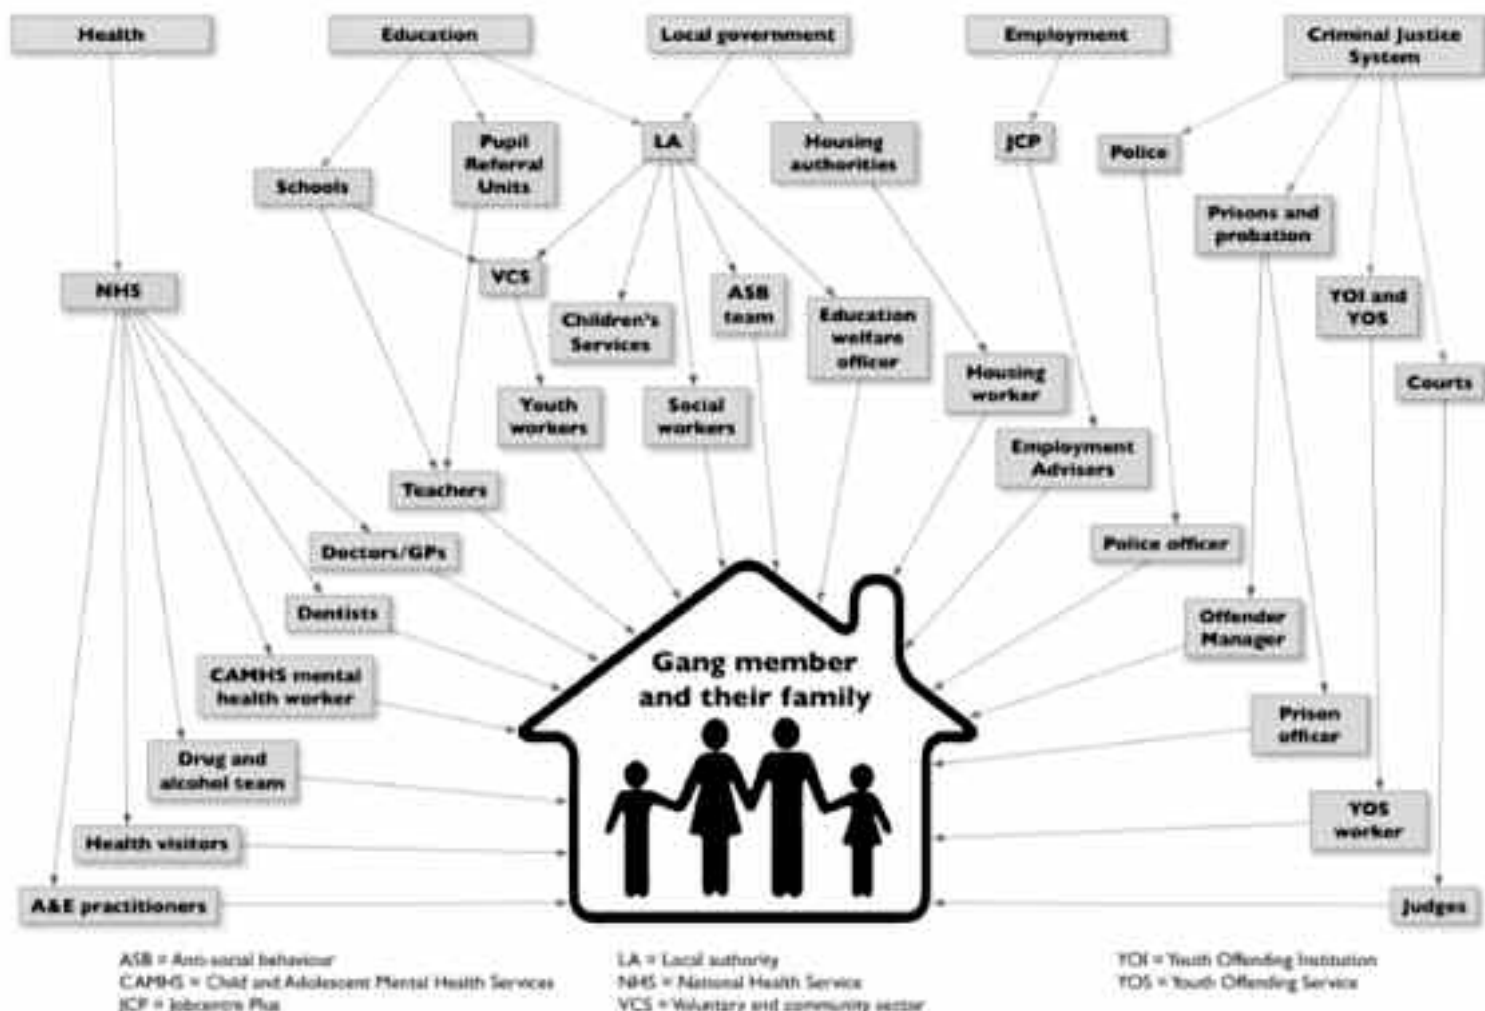 Health
Education
Local government
Employment
Criminal Justice
System
Pupil
Referral
Units
LA
Housing
authorities
JCP
Police
Schools
Prisons and
probation
NHS
VCS
Children's
Services
ASB
team
Education
welfare
officer
YOI and
YOS
Housing
worker
Courts
Youth
workers
Social
workers
Employment
Advisers
Teachers
Doctors/GPs
Police officer
Dentists
Offender
Manager
CAMHS mental
health worker
Gang member
and their family
Prison
officer
Drug and
alcohol team
YOS
worker
Health visitors
A&E practitioners
Judges
ASB = Anti-social behaviour
CAMHS = Child and Adolescent Mental Health Services
JCP = Jobcentre Plus
LA = Local authority
NHS = National Health Service
VCS = Voluntary and community sector
YOI = Youth Offending Institution
YOS = Youth Offending Service